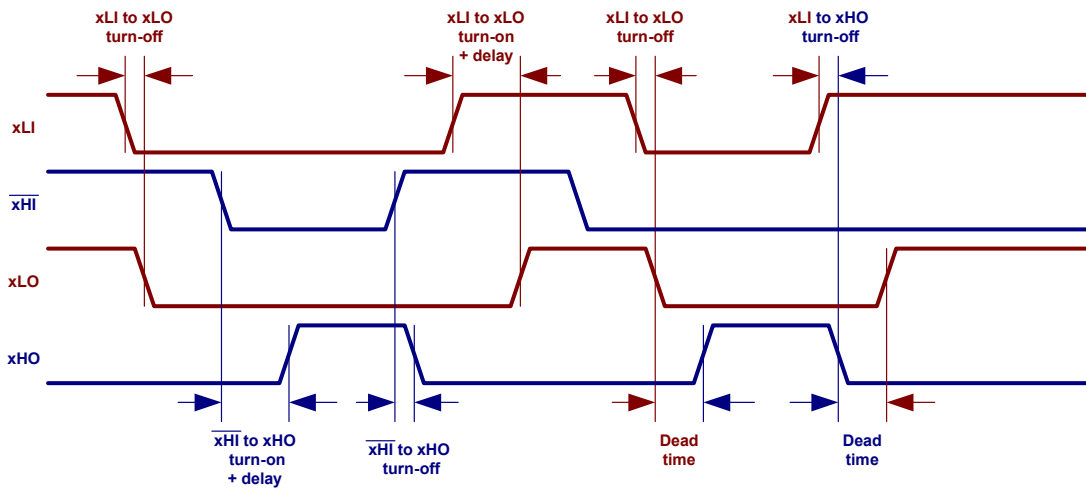 xLI to xLO
turn-off
xLI to xLO
turn-on
+ delay
xLI to xLO
turn-off
xLI to xHO
turn-off
xLI
xHI
xLO
xHO
xHI to xHO
turn-on
+ delay
xHI to xHO
turn-off
Dead
time
Dead
time